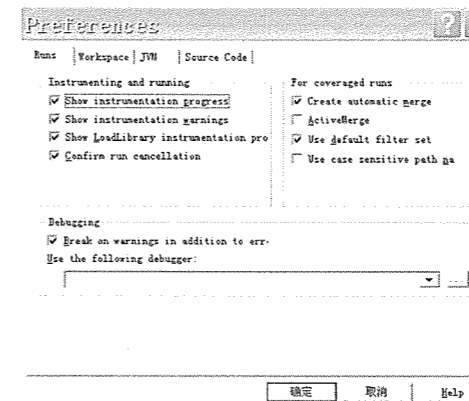 Preferences
Runs Workspace JVM Source Code
Instrumenting and running
Show instrumentation progress
Show instrumentation warnings
Show LoadLibrary instrumentation pro
Confirm run cancellation
For coveraged runs
Create automatic merge
ActiveMerge
Use default filter set
Use case sensitive path na
Debugging
Break on warnings in addition to err
Use the following debugger:
...
确定 取消 Help